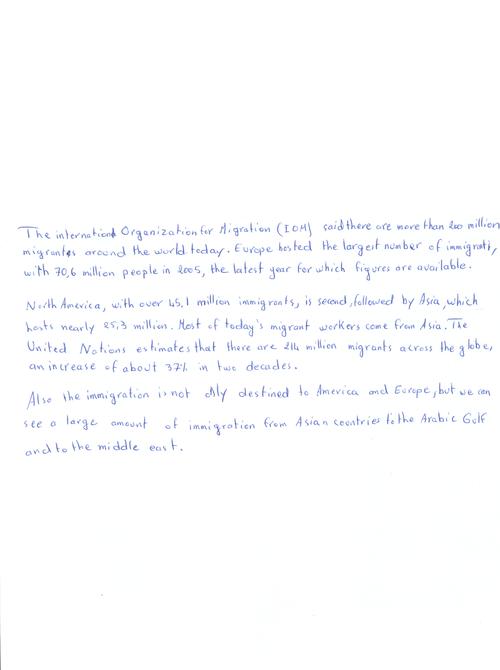 The international Organization for Migration (IOM) said there are more than 200 million
migrantes around the world today. Europe hosted the largest number of immigrants,
with 70,6 million people in 2005, the latest year for which figures are available.
North America, with over 45,1 million immigrants, is second, followed by Asia, which
hosts nearly 25,3 million. Most of today's migrant workers come from Asia. The
United Nations estimates that there are 214 million migrants across the globe,
an increase of about 37% in two decades.
Also the immigration is not only destined to America and Europe, but we can
see a large amount of immigration from Asian countries to the Arabic Gulf
and to the middle east.